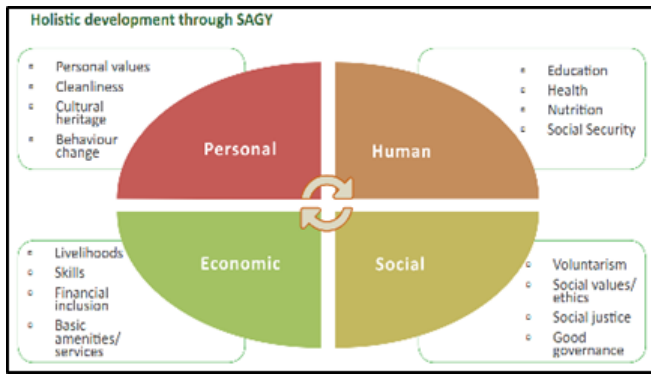 Holistic development through SAGY
Personal values
Cleanliness
Cultural
heritage
Behaviour
change
Education
Health
Nutrition
Social Security
Personal
Human
Economic
Social
Livelihoods
Skills
Financial
inclusion
Basic
amenities/
services
Voluntarism
Social values/
ethics
Social justice
Good
governance